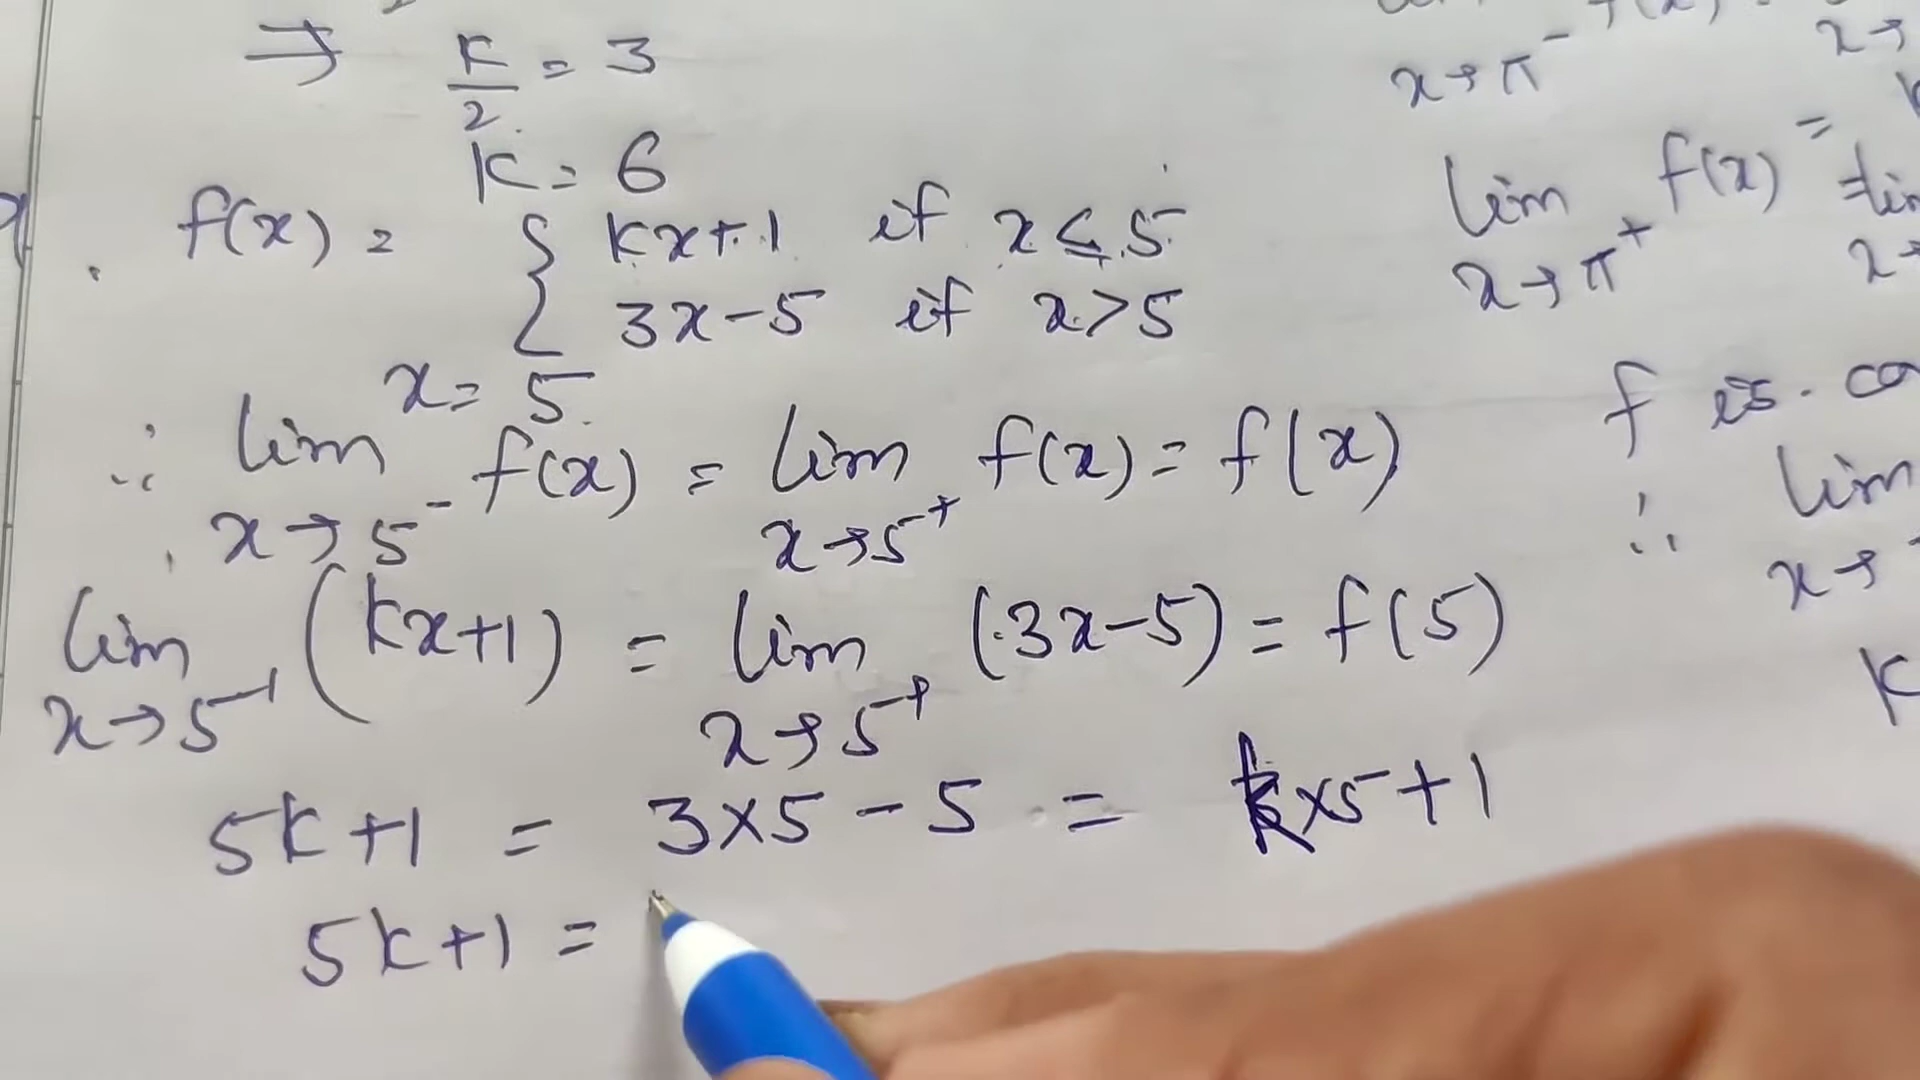 ⇒ K/2 = 3
K = 6
f(x) = { kx+1 if x ≤ 5
3x-5 if x > 5
x = 5
∴ lim x→5⁻ f(x) = lim x→5⁺ f(x) = f(x)
lim x→5⁻ (kx+1) = lim x→5⁺ (3x-5) = f(5)
5k+1 = 3×5-5 = k×5+1
5k+1 =
x→π⁻ f(x)
x→
lim x→π⁺ f(x) = lim
x→
f is
∴ lim
x→
K